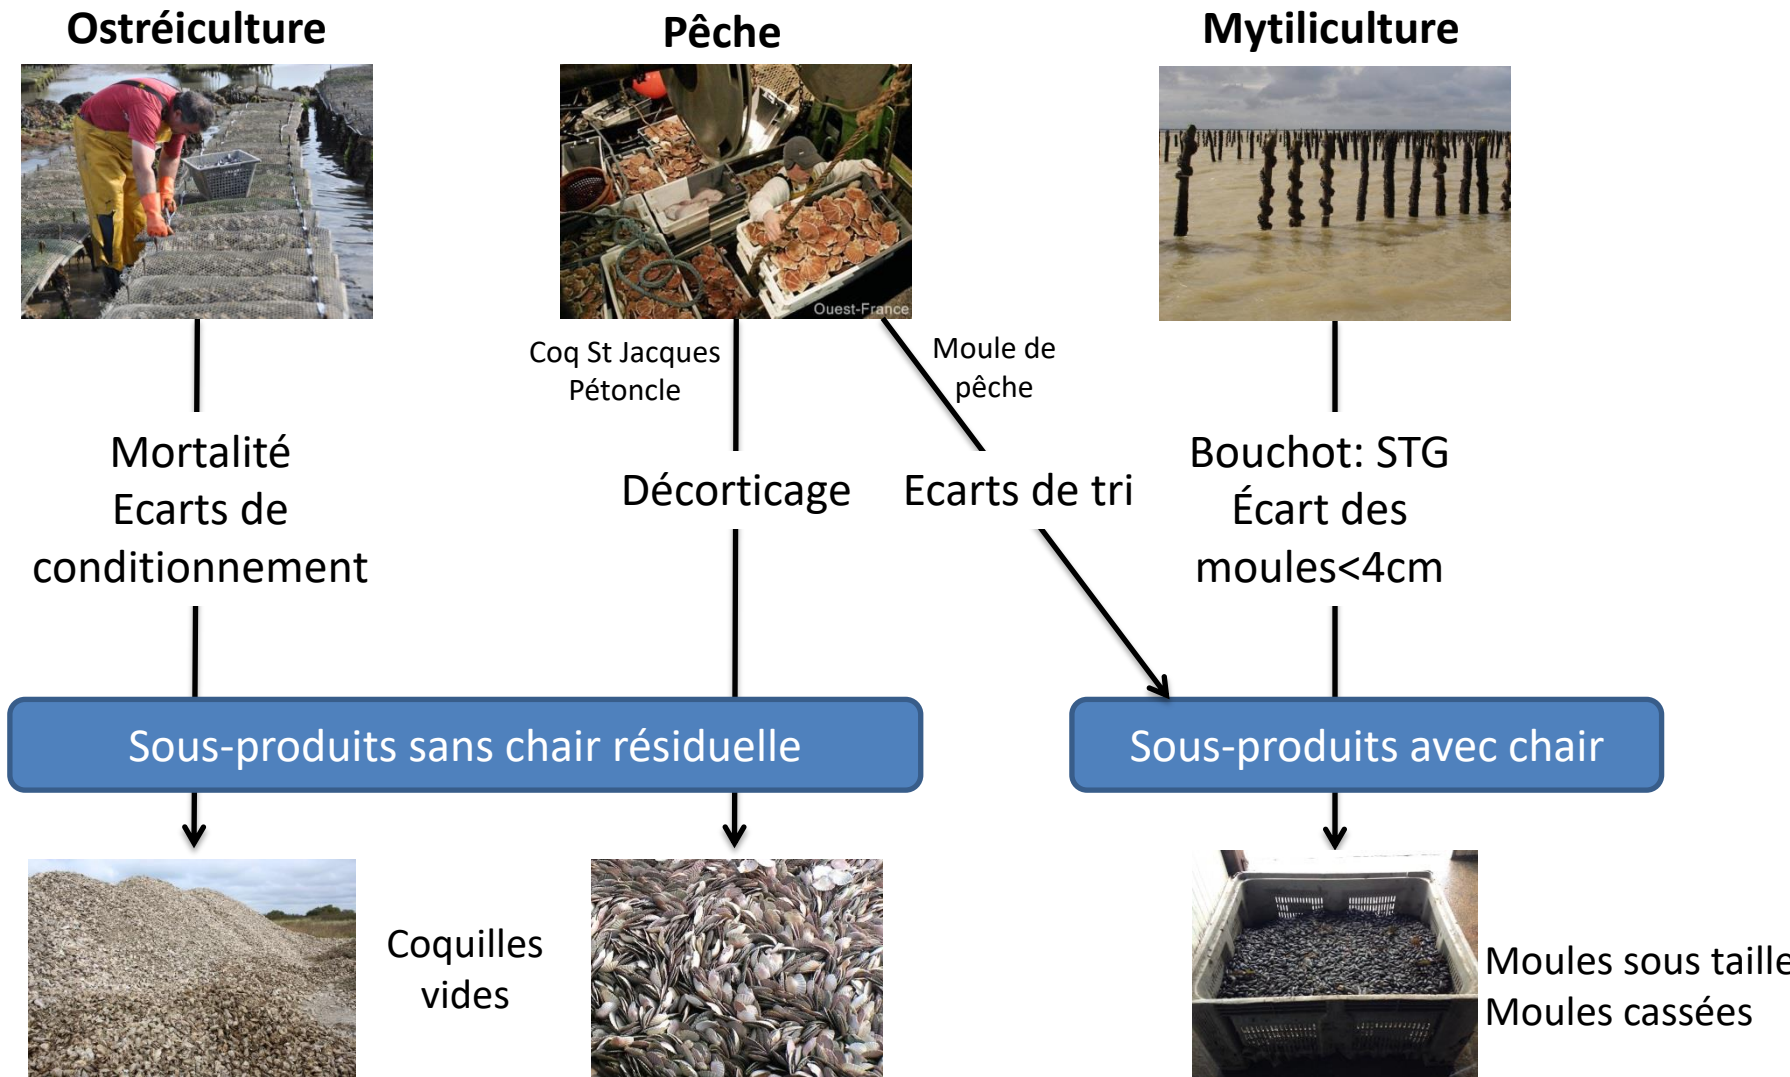 Ostréiculture
Pêche
Mytiliculture
Ouest-France
Coq St Jacques
Pétoncle
Moule de
pêche
Mortalité
Ecarts de
conditionnement
Décorticage
Ecarts de tri
Bouchot: STG
Écart des
moules<4cm
Sous-produits sans chair résiduelle
Sous-produits avec chair
Coquilles
vides
Moules sous taille
Moules cassées